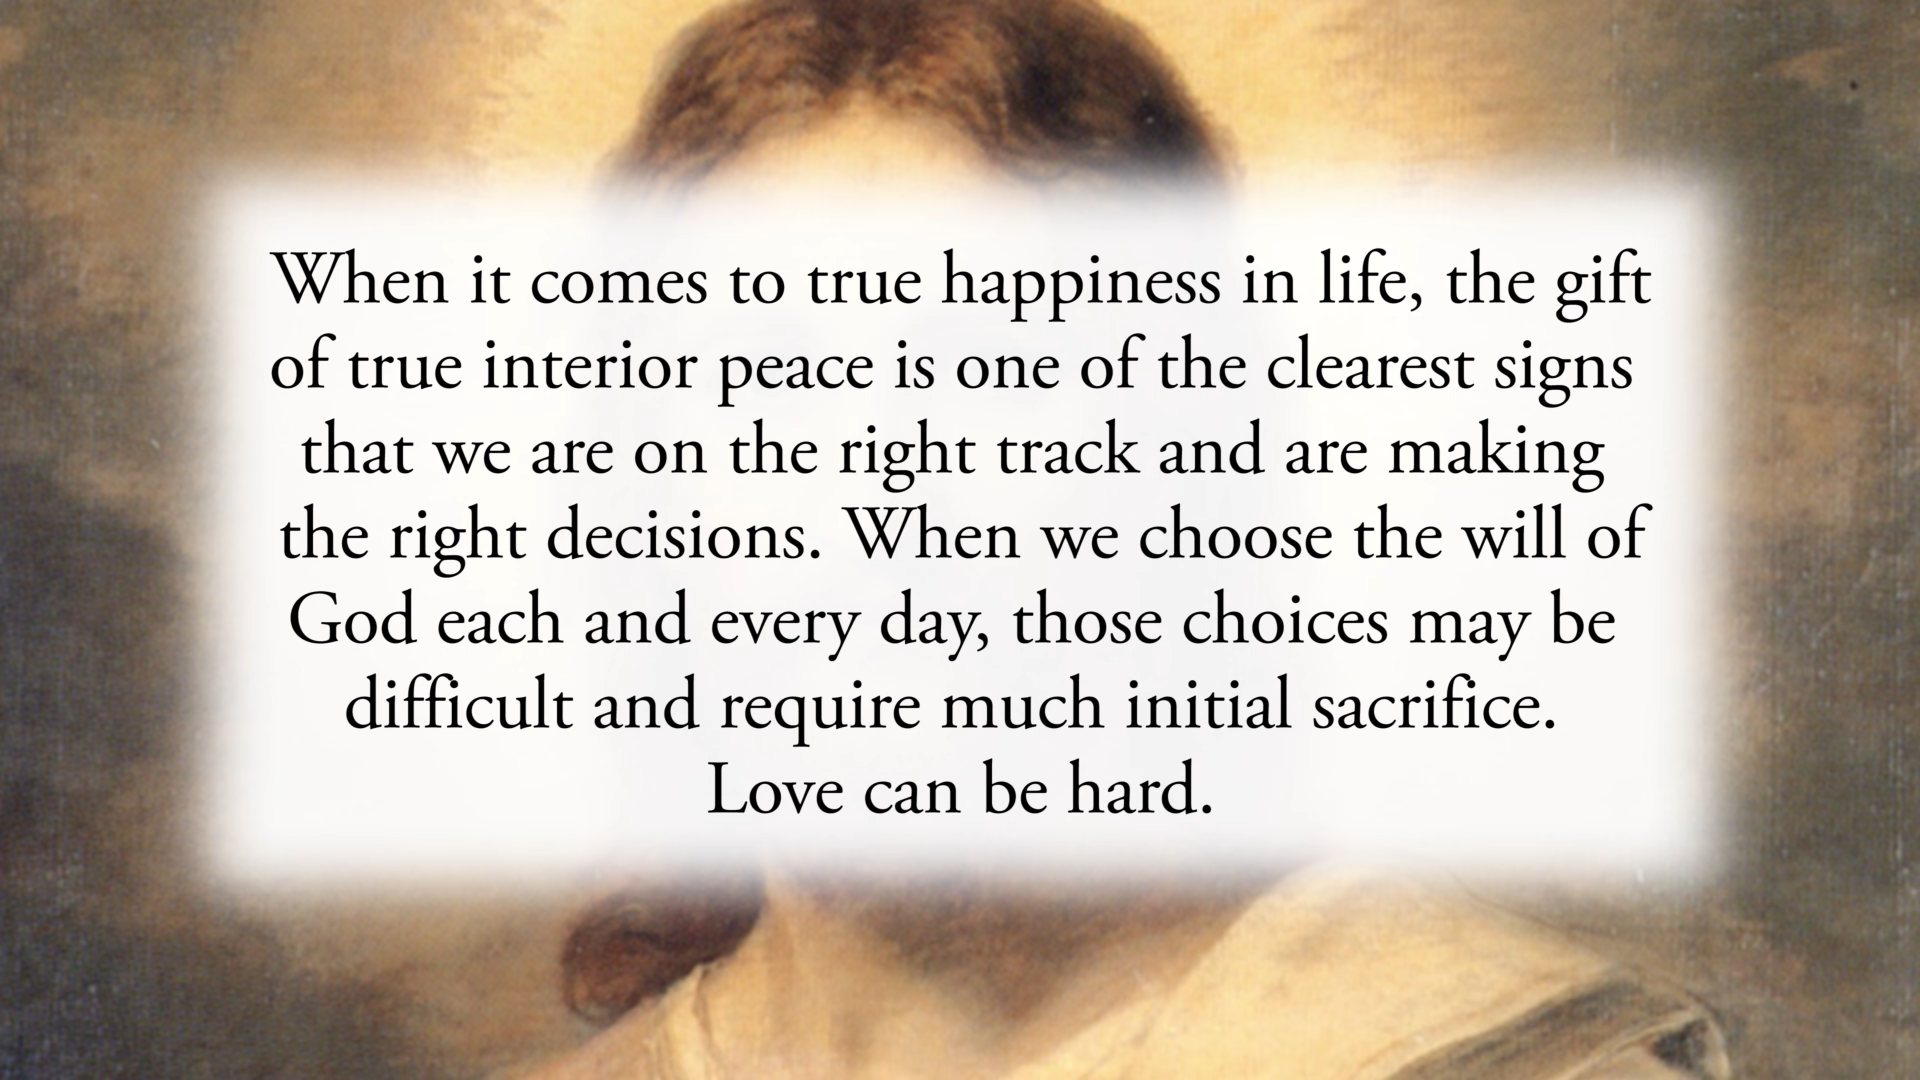 When it comes to true happiness in life, the gift
of true interior peace is one of the clearest signs
that we are on the right track and are making
the right decisions. When we choose the will of
God each and every day, those choices may be
difficult and require much initial sacrifice.
Love can be hard.